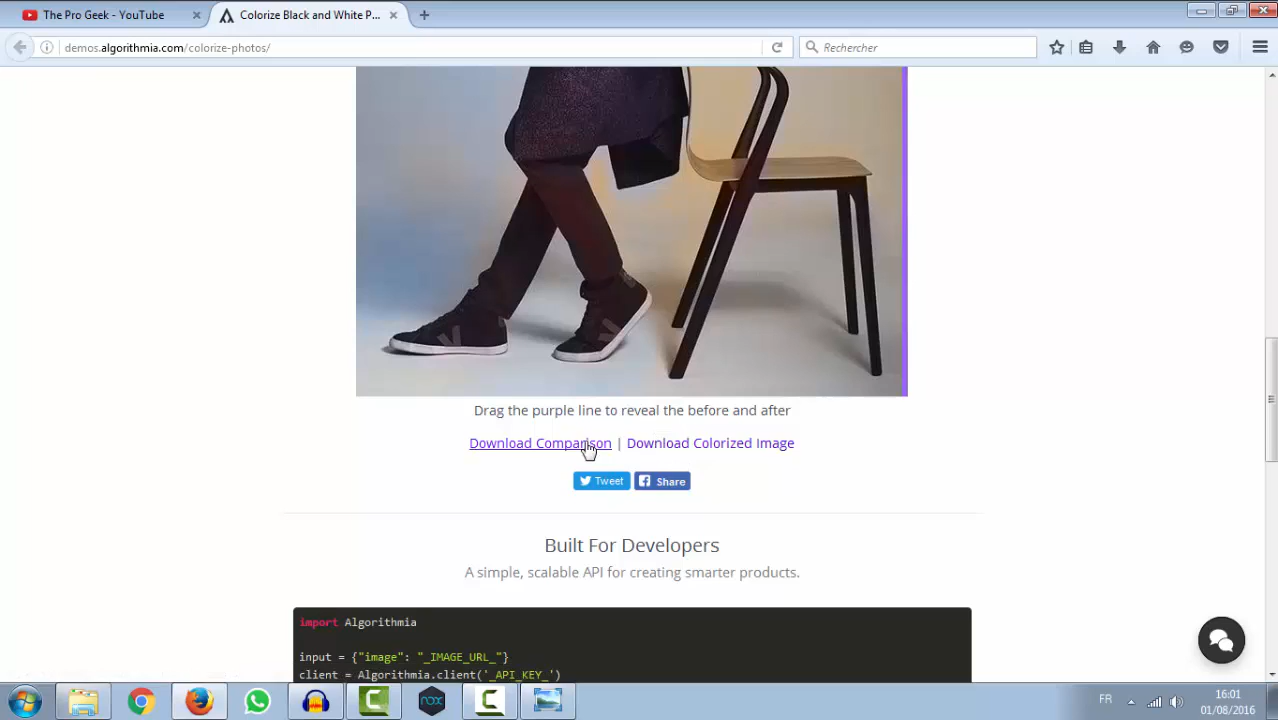 The Pro Geek - YouTube
Colorize Black and White P...
demos.algorithmia.com/colorize-photos/
Rechercher
Drag the purple line to reveal the before and after
Download Comparison | Download Colorized Image
Tweet
Share
Built For Developers
A simple, scalable API for creating smarter products.
import Algorithmia
input = {"image": "_IMAGE_URL_"}
client = Algorithmia.client('_API_KEY_')
nox
FR
16:01
01/08/2016